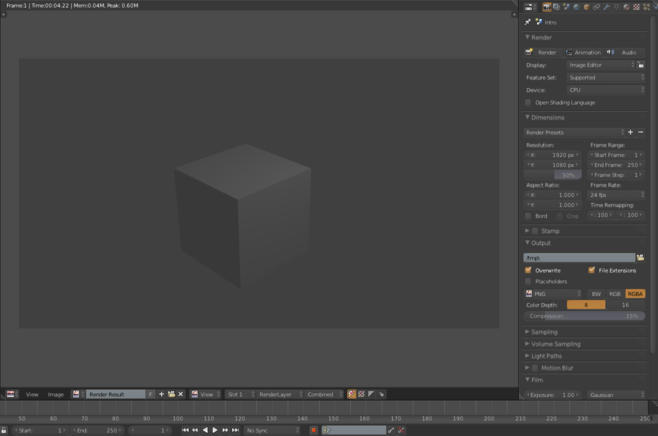 Frame:1 | Time:00:04.22 | Mem:0.04M, Peak: 0.60M
Intro
Render
Render Animation Audio
Display: Image Editor
Feature Set: Supported
Device: CPU
Open Shading Language
Dimensions
Render Presets
Resolution: Frame Range:
X: 1920 px Start Frame: 1
Y: 1080 px End Frame: 250
50% Frame Step: 1
Aspect Ratio: Frame Rate:
X: 1.000 24 fps
Y: 1.000 Time Remapping:
Bord Crop : 100 : 100
Stamp
Output
/tmp\
Overwrite File Extensions
Placeholders
PNG BW RGB RGBA
Color Depth: 8 16
Compression: 15%
Sampling
Volume Sampling
Light Paths
Motion Blur
Film
Exposure: 1.00 Gaussian
View Image Render Result F View Slot 1 RenderLayer Combined
50 60 70 80 90 100 110 120 130 140 150 160 170 180 190 200 210 220 230 240 250
Start: 1 End: 250 1 No Sync